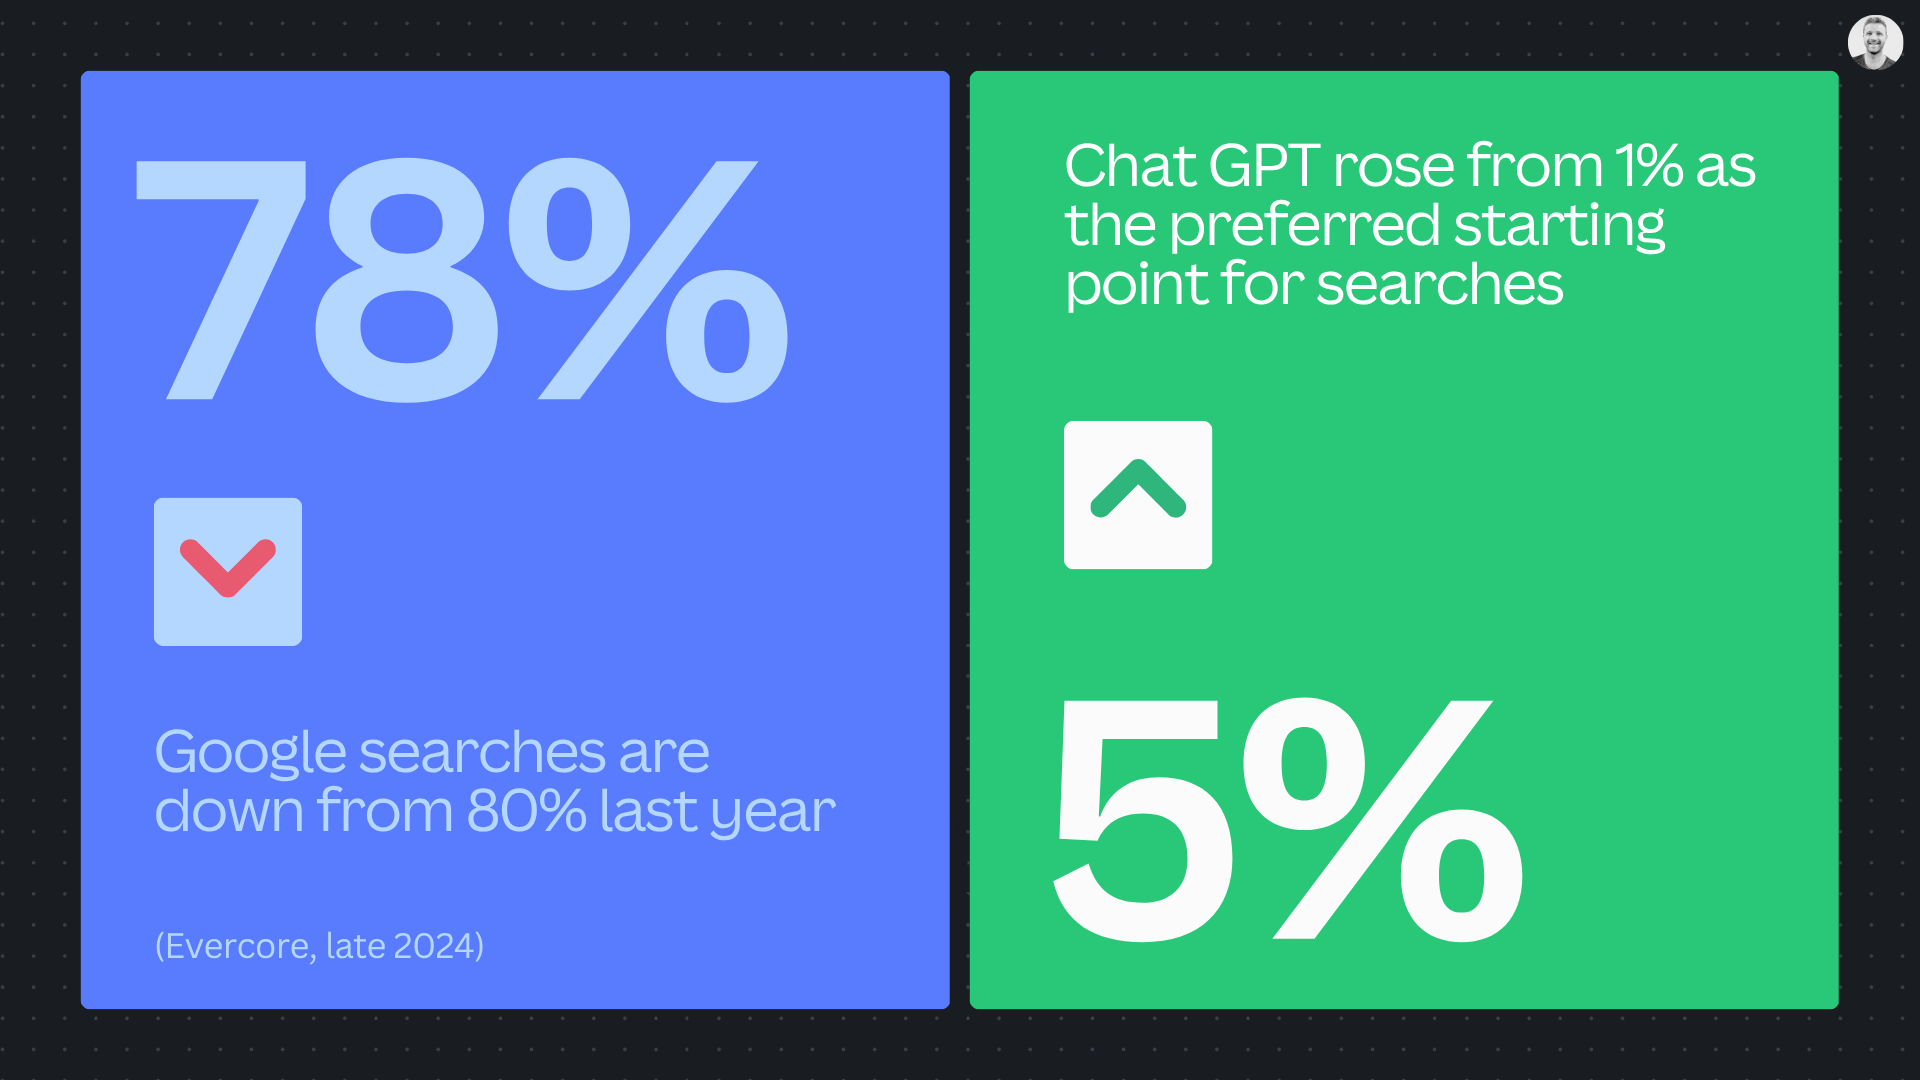 78%
Google searches are
down from 80% last year
(Evercore, late 2024)
Chat GPT rose from 1% as
the preferred starting
point for searches
5%